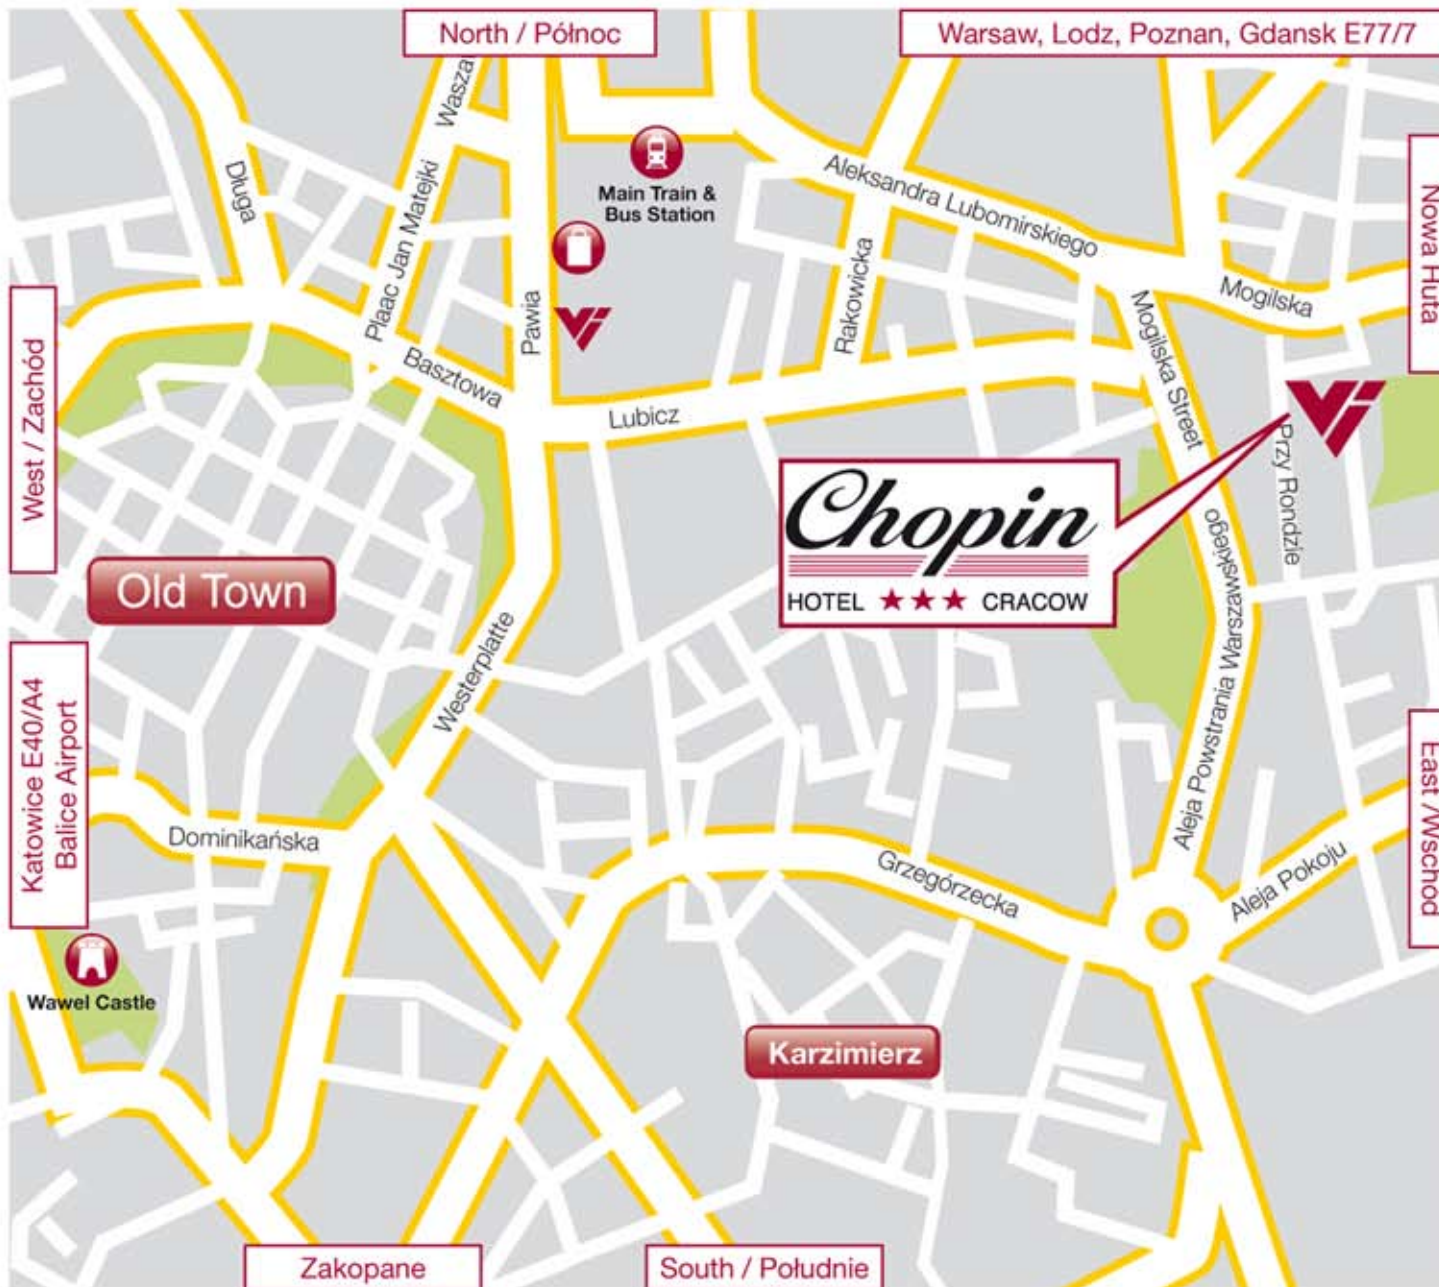 North / Północ
Warsaw, Lodz, Poznan, Gdansk E77/7
Wasza
Main Train &
Bus Station
Długa
Plaac Jan Matejki
Aleksandra Lubomirskiego
Nowa Huta
Pawia
Rakowicka
Mogilska
West / Zachód
Basztowa
Lubicz
Mogilska Street
Przy Rondzie
Chopin
HOTEL ★★★ CRACOW
Old Town
Westerplatte
Aleja Powstrania Warszawskiego
Katowice E40/A4
Balice Airport
East /Wschod
Dominikańska
Grzegórzecka
Aleja Pokoju
Wawel Castle
Karzimierz
Zakopane
South / Południe